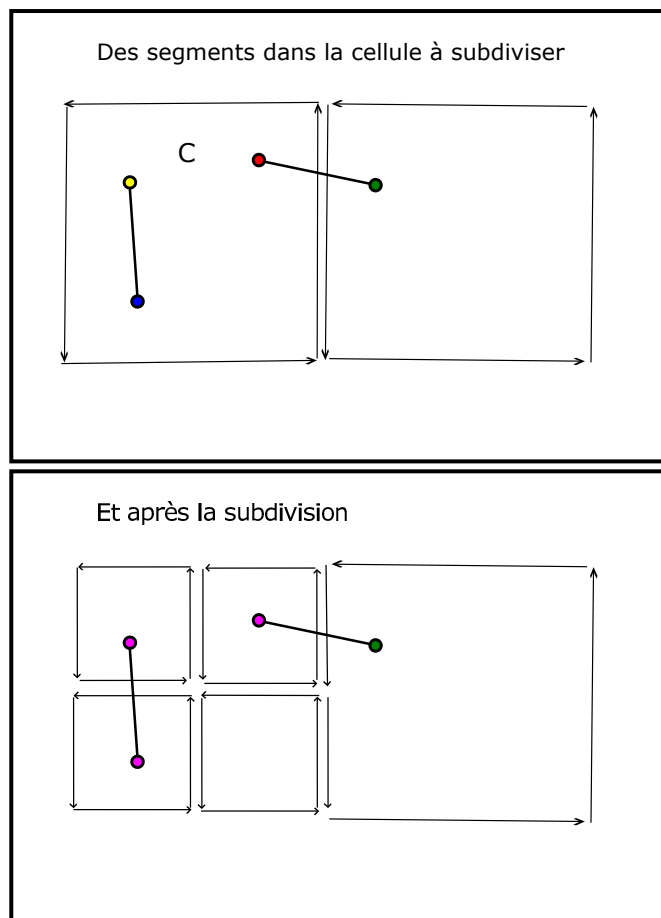 Des segments dans la cellule à subdiviser
C
Et après la subdivision